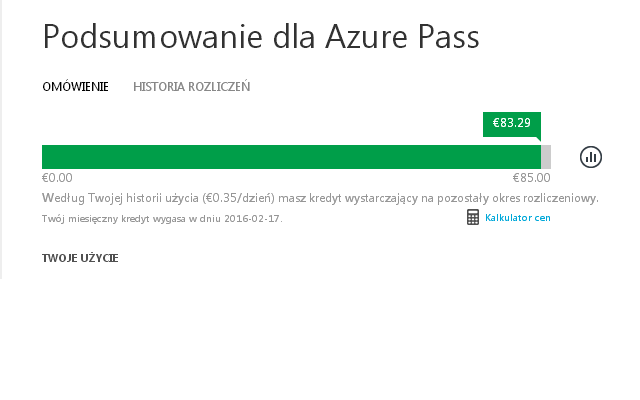 Podsumowanie dla Azure Pass
OMÓWIENIE HISTORIA ROZLICZEŃ
€83.29
€0.00 €85.00
Według Twojej historii użycia (€0.35/dzień) masz kredyt wystarczający na pozostały okres rozliczeniowy.
Twój miesięczny kredyt wygasa w dniu 2016-02-17. Kalkulator cen
TWOJE UŻYCIE